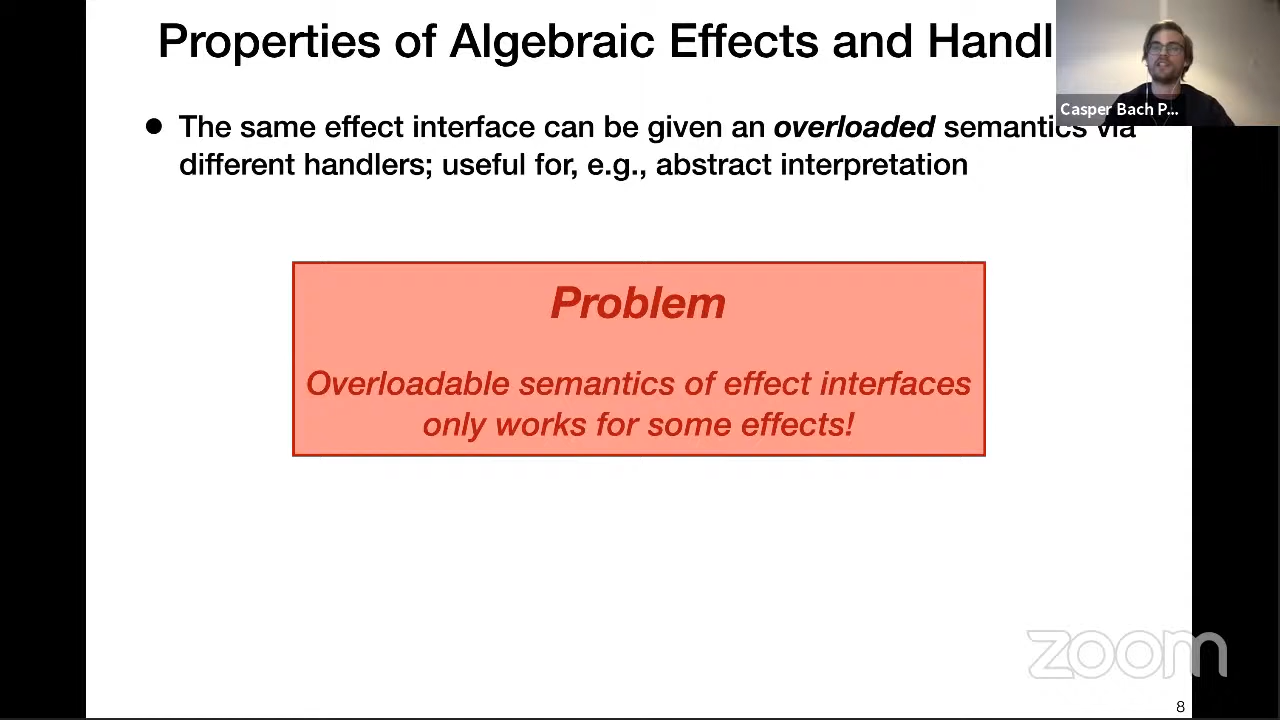 Properties of Algebraic Effects and Handl
Casper Bach P...
● The same effect interface can be given an overloaded semantics via
different handlers; useful for, e.g., abstract interpretation
Problem
Overloadable semantics of effect interfaces
only works for some effects!
zoom
8